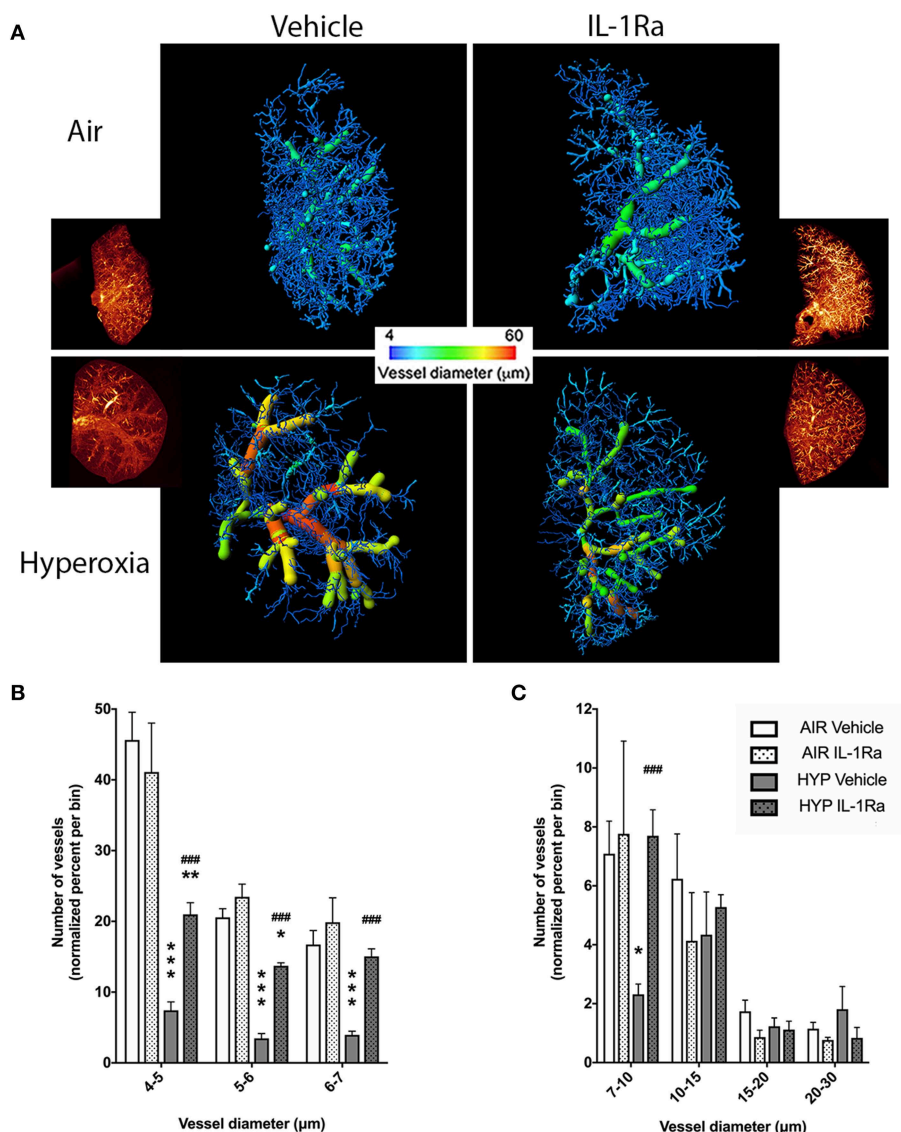 A
Vehicle
IL-1Ra
Air
4
60
Vessel diameter (μm)
Hyperoxia
B
Number of vessels
(normalized percent per bin)
50
40
30
20
10
0
***
###
**
***
###
*
***
###
4-5
5-6
6-7
Vessel diameter (μm)
C
Number of vessels
(normalized percent per bin)
12
10
8
6
4
2
0
*
###
7-10
10-15
15-20
20-30
Vessel diameter (μm)
AIR Vehicle
AIR IL-1Ra
HYP Vehicle
HYP IL-1Ra